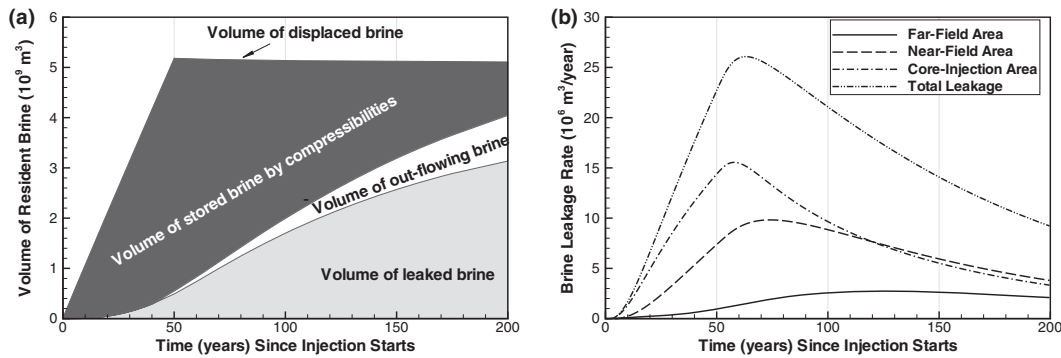 (a)
Volume of Resident Brine (10⁹ m³)
6
5
4
3
2
1
0
Volume of displaced brine
Volume of stored brine by compressibilities
Volume of out-flowing brine
Volume of leaked brine
0 50 100 150 200
Time (years) Since Injection Starts
(b)
Brine Leakage Rate (10⁶ m³/year)
30
25
20
15
10
5
0
Far-Field Area
Near-Field Area
Core-Injection Area
Total Leakage
0 50 100 150 200
Time (years) Since Injection Starts